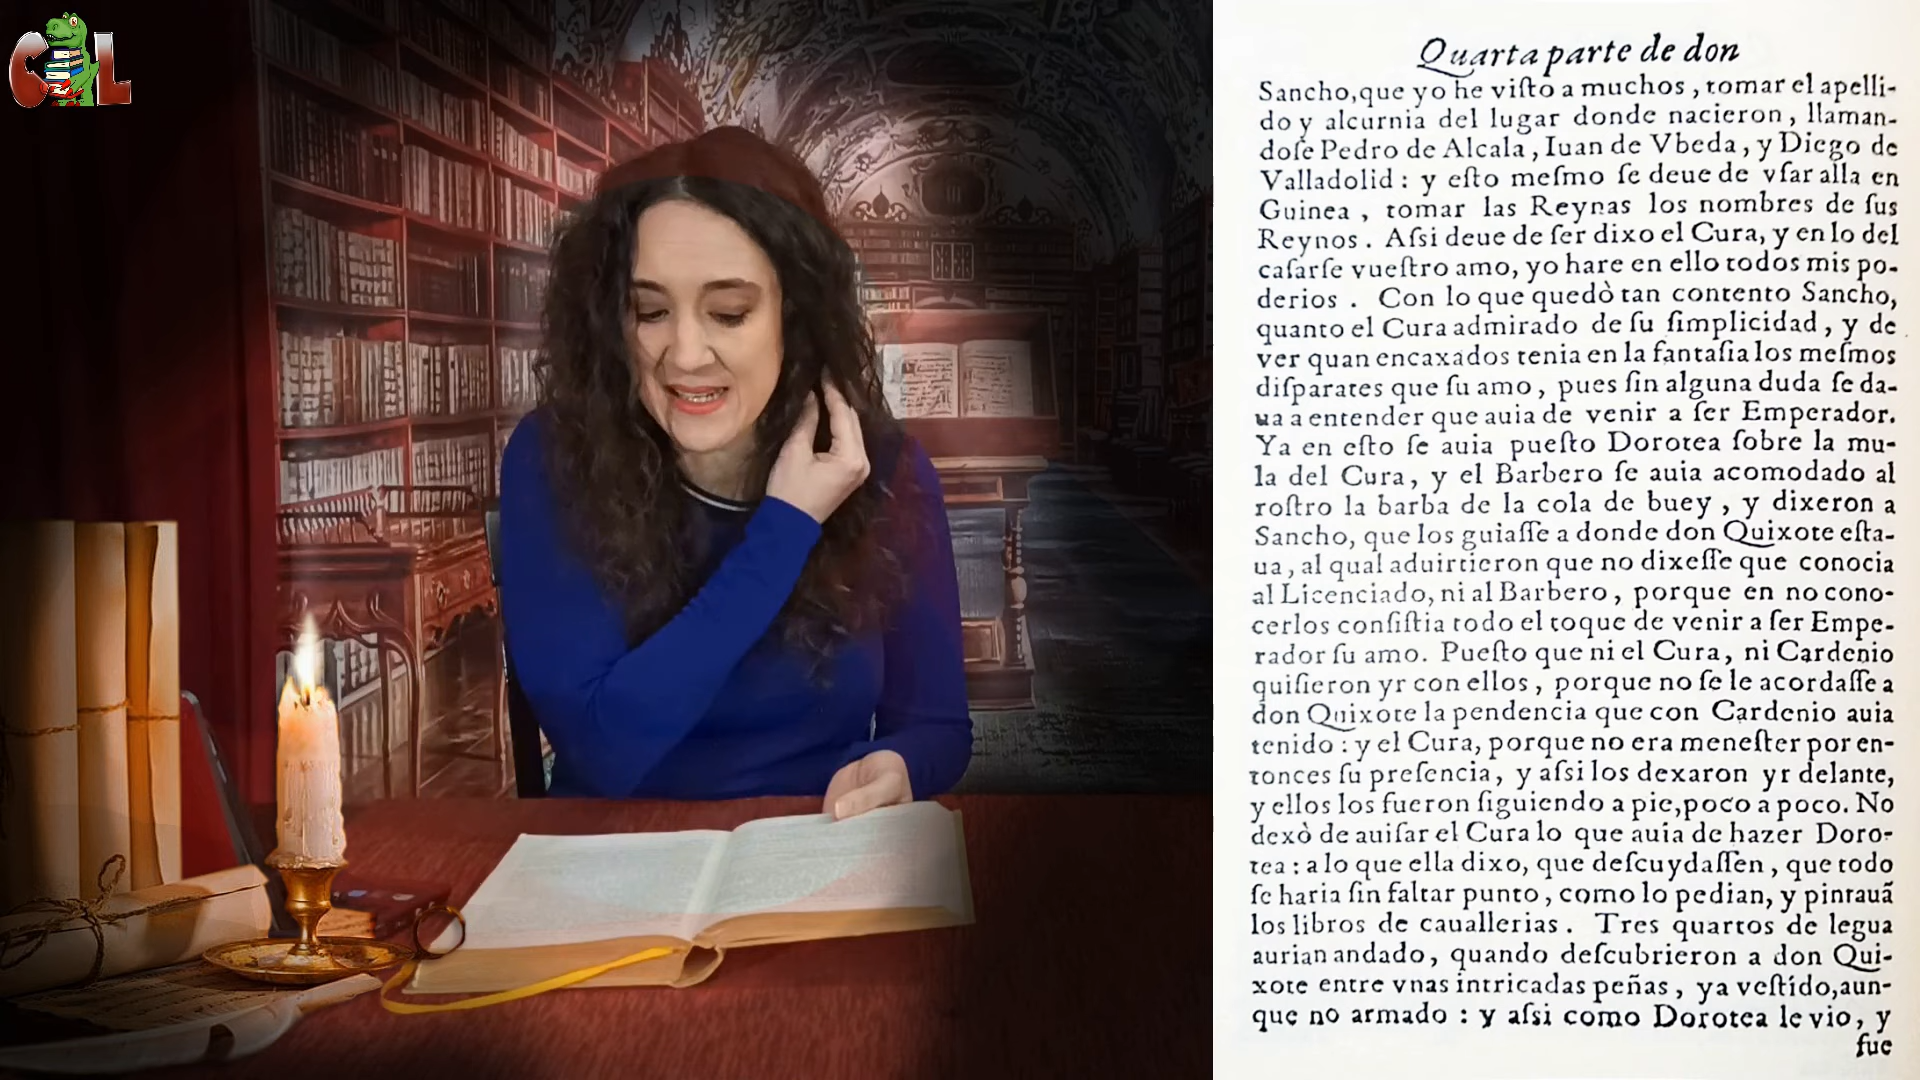 CL
Quarta parte de don
Sancho,que yo he viſto a muchos , tomar el apelli-
do y alcurnia del lugar donde nacieron , llaman-
doſe Pedro de Alcala , Iuan de Vbeda , y Diego de
Valladolid : y eſto meſmo ſe deue de vſar alla en
Guinea , tomar las Reynas los nombres de ſus
Reynos . Aſsi deue de ſer dixo el Cura, y en lo del
caſarſe vueſtro amo, yo hare en ello todos mis po-
derios . Con lo que quedò tan contento Sancho,
quanto el Cura admirado de ſu ſimplicidad , y de
ver quan encaxados tenia en la fantaſia los meſmos
diſparates que ſu amo , pues ſin alguna duda ſe da-
ua a entender que auia de venir a ſer Emperador.
Ya en eſto ſe auia pueſto Dorotea ſobre la mu-
la del Cura, y el Barbero ſe auia acomodado al
roſtro la barba de la cola de buey , y dixeron a
Sancho, que los guiaſſe a donde don Quixote eſta-
ua, al qual aduirtieron que no dixeſſe que conocia
al Licenciado, ni al Barbero , porque en no cono-
cerlos conſiſtia todo el toque de venir a ſer Empe-
rador ſu amo. Pueſto que ni el Cura, ni Cardenio
quiſieron yr con ellos , porque no ſe le acordaſſe a
don Quixote la pendencia que con Cardenio auia
tenido : y el Cura, porque no era meneſter por en-
tonces ſu preſencia, y aſsi los dexaron yr delante,
y ellos los fueron ſiguiendo a pie,poco a poco. No
dexò de auiſar el Cura lo que auia de hazer Doro-
tea : a lo que ella dixo, que deſcuydaſſen , que todo
ſe haria ſin faltar punto , como lo pedian, y pintauã
los libros de cauallerias . Tres quartos de legua
aurian andado, quando deſcubrieron a don Qui-
xote entre vnas intricadas peñas , ya veſtido,aun-
que no armado : y aſsi como Dorotea le vio, y
fue